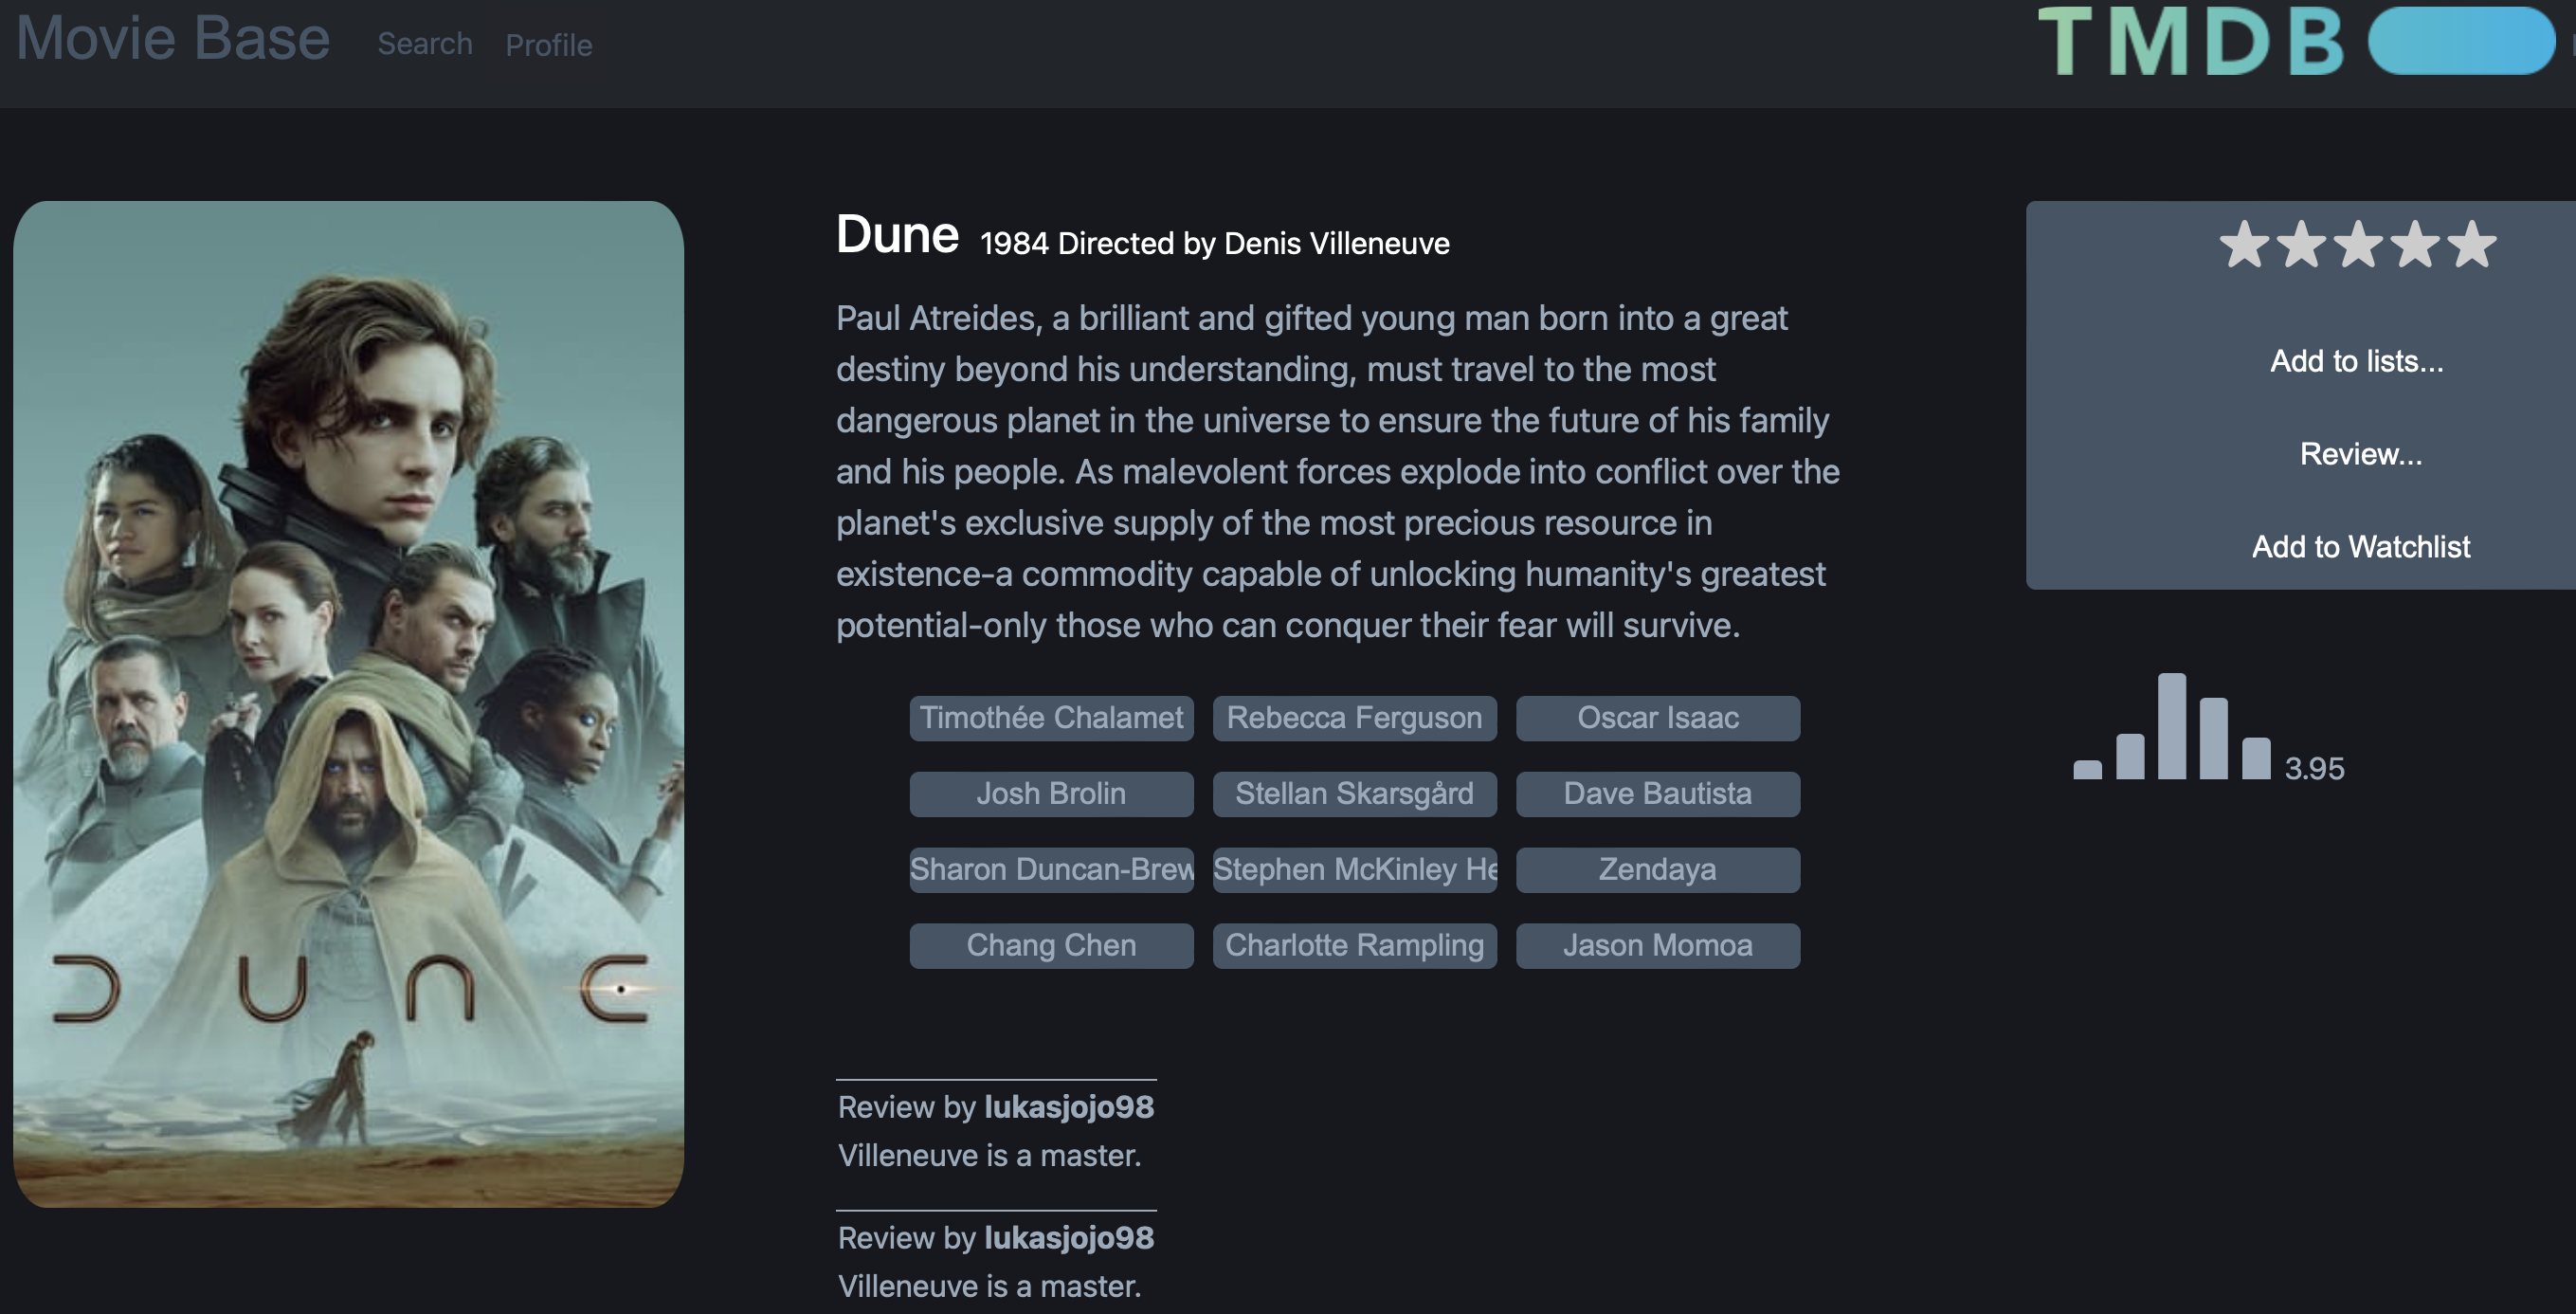 Movie Base Search Profile TMDB
Dune 1984 Directed by Denis Villeneuve
Paul Atreides, a brilliant and gifted young man born into a great
destiny beyond his understanding, must travel to the most
dangerous planet in the universe to ensure the future of his family
and his people. As malevolent forces explode into conflict over the
planet's exclusive supply of the most precious resource in
existence-a commodity capable of unlocking humanity's greatest
potential-only those who can conquer their fear will survive.
Timothée Chalamet Rebecca Ferguson Oscar Isaac
Josh Brolin Stellan Skarsgård Dave Bautista
Sharon Duncan-Brew Stephen McKinley He Zendaya
Chang Chen Charlotte Rampling Jason Momoa
Add to lists...
Review...
Add to Watchlist
3.95
DUNE
Review by lukasjojo98
Villeneuve is a master.
Review by lukasjojo98
Villeneuve is a master.